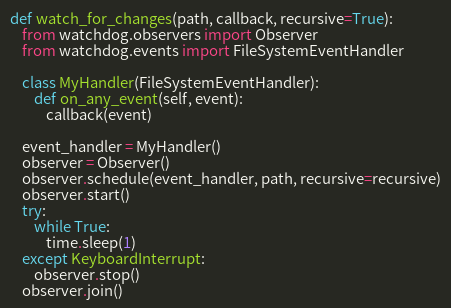 def watch_for_changes(path, callback, recursive=True):
    from watchdog.observers import Observer
    from watchdog.events import FileSystemEventHandler

    class MyHandler(FileSystemEventHandler):
        def on_any_event(self, event):
            callback(event)

    event_handler = MyHandler()
    observer = Observer()
    observer.schedule(event_handler, path, recursive=recursive)
    observer.start()
    try:
        while True:
            time.sleep(1)
    except KeyboardInterrupt:
        observer.stop()
    observer.join()